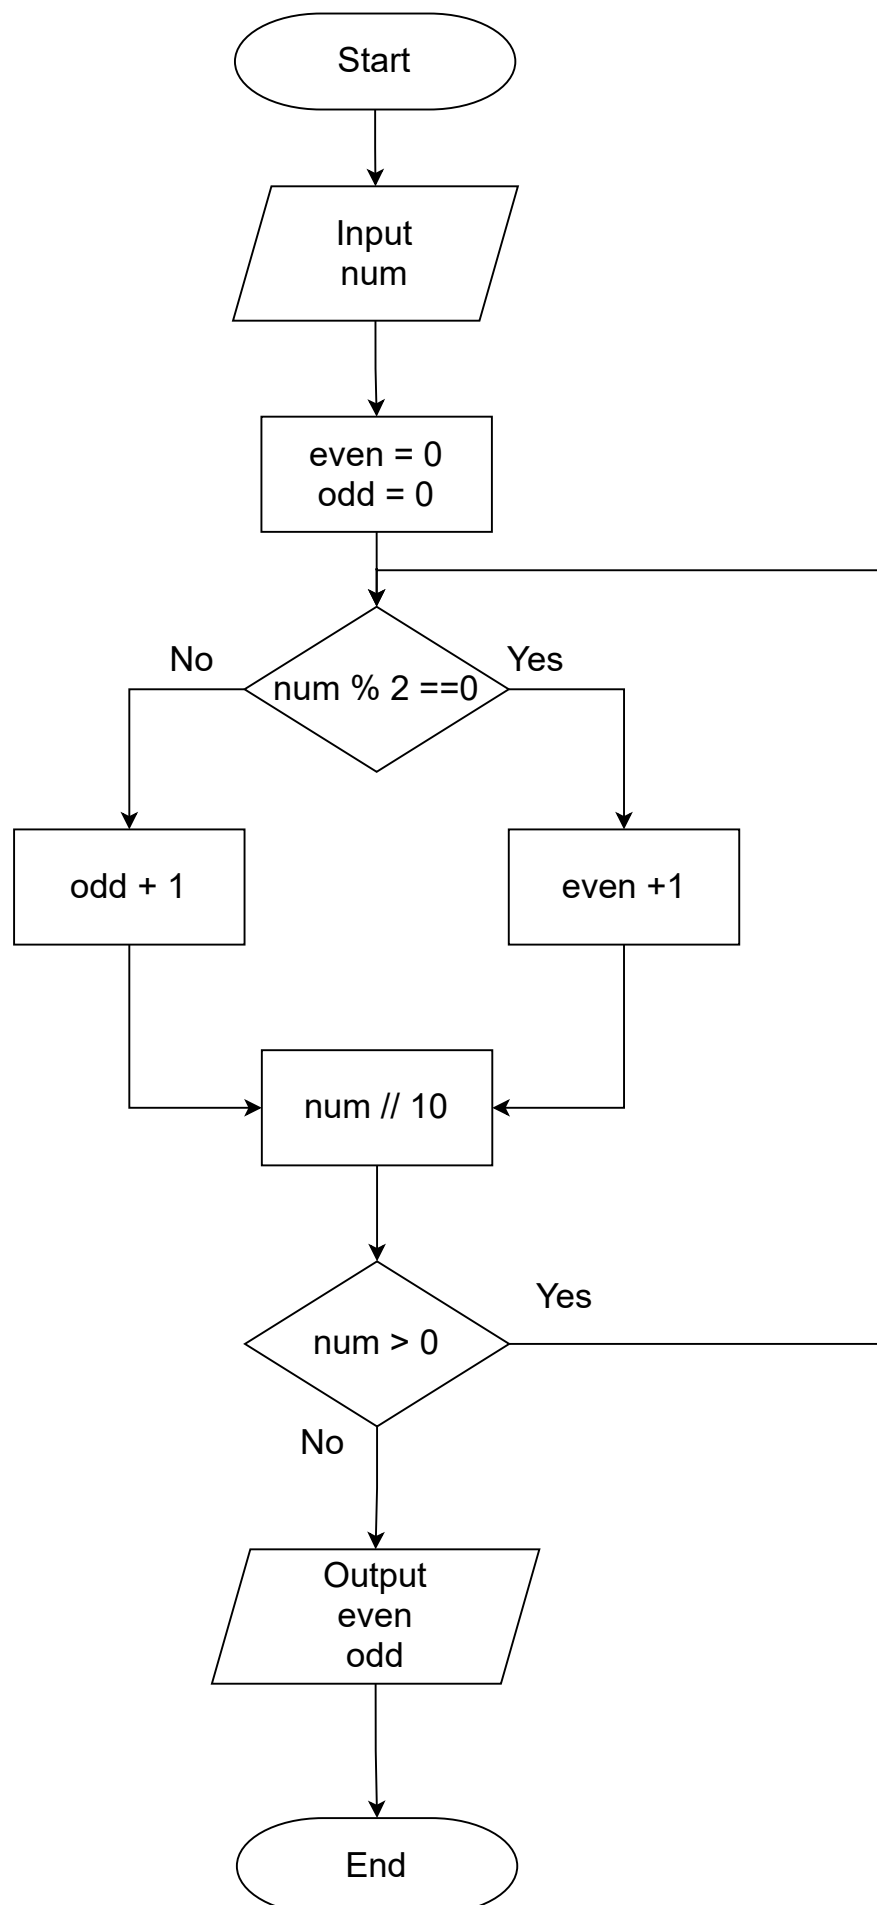 Start
Input
num
even = 0
odd = 0
No
Yes
num % 2 ==0
odd + 1
even +1
num // 10
Yes
num > 0
No
Output
even
odd
End